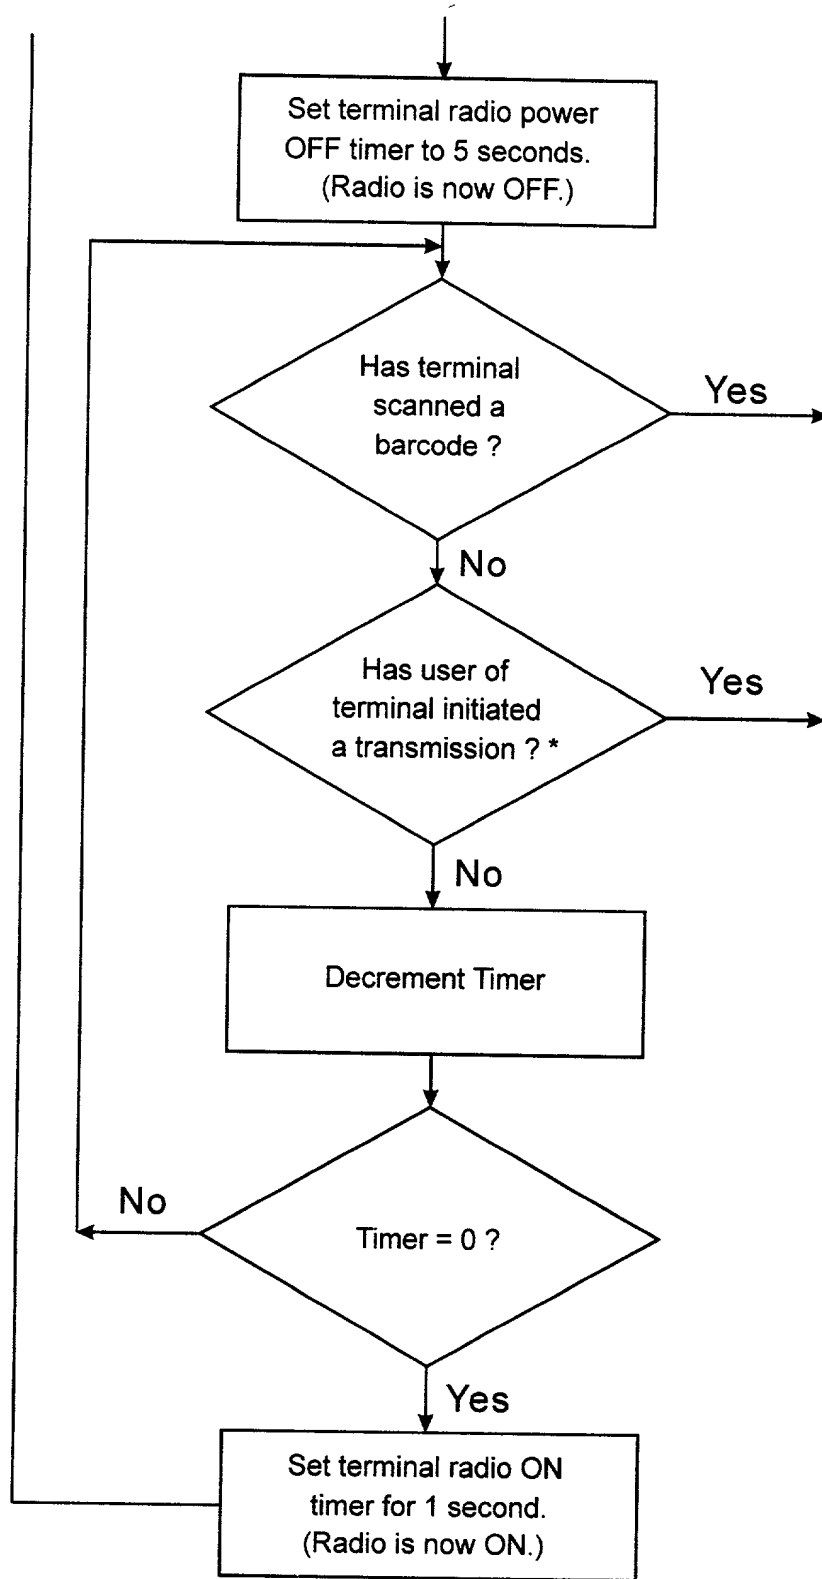 Set terminal radio power
OFF timer to 5 seconds.
(Radio is now OFF.)
Has terminal
scanned a
barcode ?
Yes
No
Has user of
terminal initiated
a transmission ? *
Yes
No
Decrement Timer
No
Timer = 0 ?
Yes
Set terminal radio ON
timer for 1 second.
(Radio is now ON.)